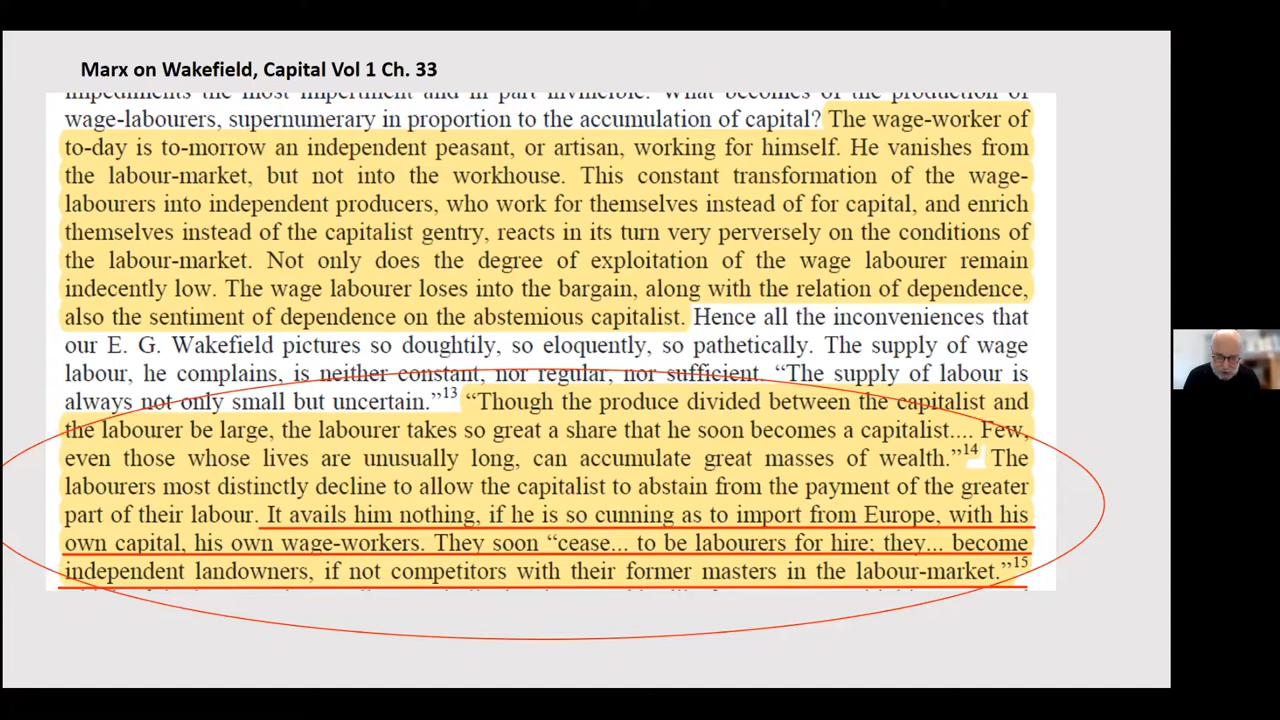 Marx on Wakefield, Capital Vol 1 Ch. 33
impediments the most impertinent and in part invincible. What becomes of the production of
wage-labourers, supernumerary in proportion to the accumulation of capital? The wage-worker of
to-day is to-morrow an independent peasant, or artisan, working for himself. He vanishes from
the labour-market, but not into the workhouse. This constant transformation of the wage-
labourers into independent producers, who work for themselves instead of for capital, and enrich
themselves instead of the capitalist gentry, reacts in its turn very perversely on the conditions of
the labour-market. Not only does the degree of exploitation of the wage labourer remain
indecently low. The wage labourer loses into the bargain, along with the relation of dependence,
also the sentiment of dependence on the abstemious capitalist. Hence all the inconveniences that
our E. G. Wakefield pictures so doughtily, so eloquently, so pathetically. The supply of wage
labour, he complains, is neither constant, nor regular, nor sufficient. “The supply of labour is
always not only small but uncertain.”13 “Though the produce divided between the capitalist and
the labourer be large, the labourer takes so great a share that he soon becomes a capitalist.... Few,
even those whose lives are unusually long, can accumulate great masses of wealth.”14 The
labourers most distinctly decline to allow the capitalist to abstain from the payment of the greater
part of their labour. It avails him nothing, if he is so cunning as to import from Europe, with his
own capital, his own wage-workers. They soon “cease... to be labourers for hire; they... become
independent landowners, if not competitors with their former masters in the labour-market.”15